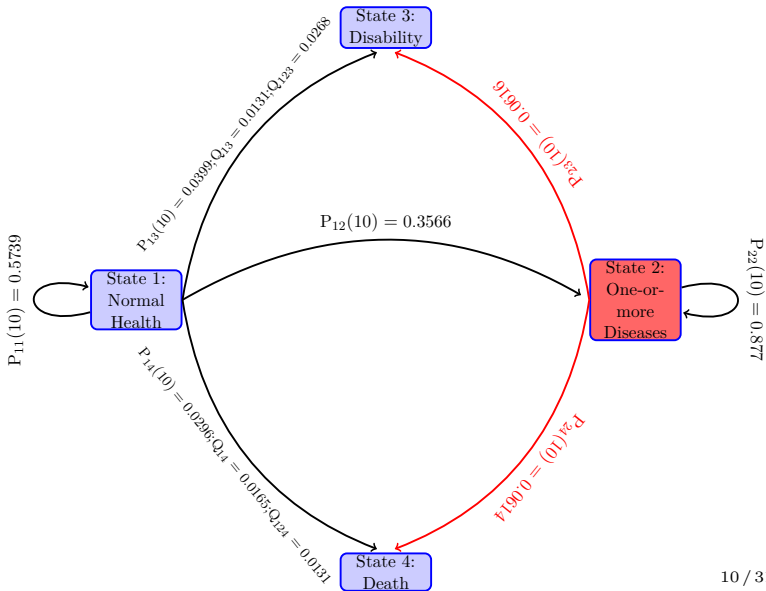 State 3:
Disability
P₁₃(10) = 0.0399;Q₁₃ = 0.0131;Q₁₂₃ = 0.0268
P₂₃(10) = 0.0616
P₁₂(10) = 0.3566
P₁₁(10) = 0.5739
State 1:
Normal
Health
State 2:
One-or-
more
Diseases
P₂₂(10) = 0.877
P₁₄(10) = 0.0296;Q₁₄ = 0.0165;Q₁₂₄ = 0.0131
P₂₄(10) = 0.0614
State 4:
Death
10 / 3